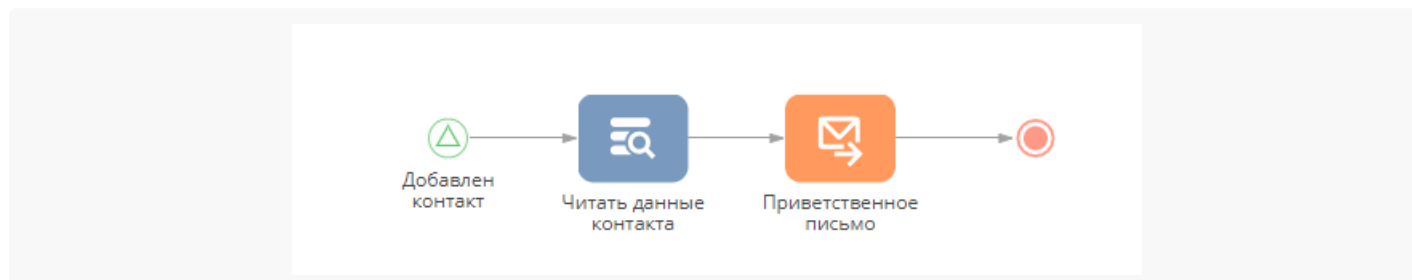 Добавлен
контакт
Читать данные
контакта
Приветственное
письмо